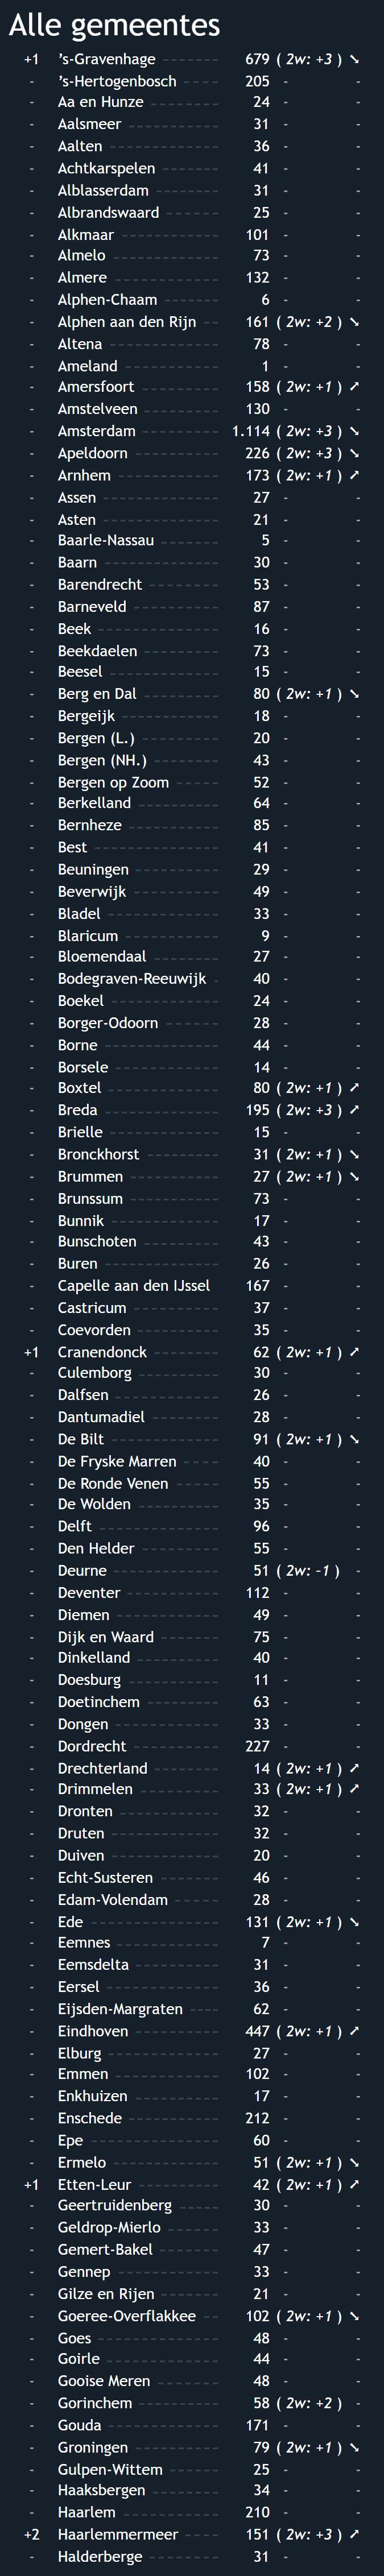 Alle gemeentes
+1 ’s-Gravenhage 679 ( 2w: +3 ) ➘
- ’s-Hertogenbosch 205 - -
- Aa en Hunze 24 - -
- Aalsmeer 31 - -
- Aalten 36 - -
- Achtkarspelen 41 - -
- Alblasserdam 31 - -
- Albrandswaard 25 - -
- Alkmaar 101 - -
- Almelo 73 - -
- Almere 132 - -
- Alphen-Chaam 6 - -
- Alphen aan den Rijn 161 ( 2w: +2 ) ➘
- Altena 78 - -
- Ameland 1 - -
- Amersfoort 158 ( 2w: +1 ) ➚
- Amstelveen 130 - -
- Amsterdam 1.114 ( 2w: +3 ) ➘
- Apeldoorn 226 ( 2w: +3 ) ➘
- Arnhem 173 ( 2w: +1 ) ➚
- Assen 27 - -
- Asten 21 - -
- Baarle-Nassau 5 - -
- Baarn 30 - -
- Barendrecht 53 - -
- Barneveld 87 - -
- Beek 16 - -
- Beekdaelen 73 - -
- Beesel 15 - -
- Berg en Dal 80 ( 2w: +1 ) ➘
- Bergeijk 18 - -
- Bergen (L.) 20 - -
- Bergen (NH.) 43 - -
- Bergen op Zoom 52 - -
- Berkelland 64 - -
- Bernheze 85 - -
- Best 41 - -
- Beuningen 29 - -
- Beverwijk 49 - -
- Bladel 33 - -
- Blaricum 9 - -
- Bloemendaal 27 - -
- Bodegraven-Reeuwijk 40 - -
- Boekel 24 - -
- Borger-Odoorn 28 - -
- Borne 44 - -
- Borsele 14 - -
- Boxtel 80 ( 2w: +1 ) ➚
- Breda 195 ( 2w: +3 ) ➚
- Brielle 15 - -
- Bronckhorst 31 ( 2w: +1 ) ➘
- Brummen 27 ( 2w: +1 ) ➘
- Brunssum 73 - -
- Bunnik 17 - -
- Bunschoten 43 - -
- Buren 26 - -
- Capelle aan den IJssel 167 - -
- Castricum 37 - -
- Coevorden 35 - -
+1 Cranendonck 62 ( 2w: +1 ) ➚
- Culemborg 30 - -
- Dalfsen 26 - -
- Dantumadiel 28 - -
- De Bilt 91 ( 2w: +1 ) ➘
- De Fryske Marren 40 - -
- De Ronde Venen 55 - -
- De Wolden 35 - -
- Delft 96 - -
- Den Helder 55 - -
- Deurne 51 ( 2w: -1 ) -
- Deventer 112 - -
- Diemen 49 - -
- Dijk en Waard 75 - -
- Dinkelland 40 - -
- Doesburg 11 - -
- Doetinchem 63 - -
- Dongen 33 - -
- Dordrecht 227 - -
- Drechterland 14 ( 2w: +1 ) ➚
- Drimmelen 33 ( 2w: +1 ) ➚
- Dronten 32 - -
- Druten 32 - -
- Duiven 20 - -
- Echt-Susteren 46 - -
- Edam-Volendam 28 - -
- Ede 131 ( 2w: +1 ) ➘
- Eemnes 7 - -
- Eemsdelta 31 - -
- Eersel 36 - -
- Eijsden-Margraten 62 - -
- Eindhoven 447 ( 2w: +1 ) ➚
- Elburg 27 - -
- Emmen 102 - -
- Enkhuizen 17 - -
- Enschede 212 - -
- Epe 60 - -
- Ermelo 51 ( 2w: +1 ) ➘
+1 Etten-Leur 42 ( 2w: +1 ) ➚
- Geertruidenberg 30 - -
- Geldrop-Mierlo 33 - -
- Gemert-Bakel 47 - -
- Gennep 33 - -
- Gilze en Rijen 21 - -
- Goeree-Overflakkee 102 ( 2w: +1 ) ➘
- Goes 48 - -
- Goirle 44 - -
- Gooise Meren 48 - -
- Gorinchem 58 ( 2w: +2 ) -
- Gouda 171 - -
- Groningen 79 ( 2w: +1 ) ➘
- Gulpen-Wittem 25 - -
- Haaksbergen 34 - -
- Haarlem 210 - -
+2 Haarlemmermeer 151 ( 2w: +3 ) ➚
- Halderberge 31 - -